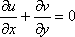 ∂u/∂x + ∂v/∂y = 0